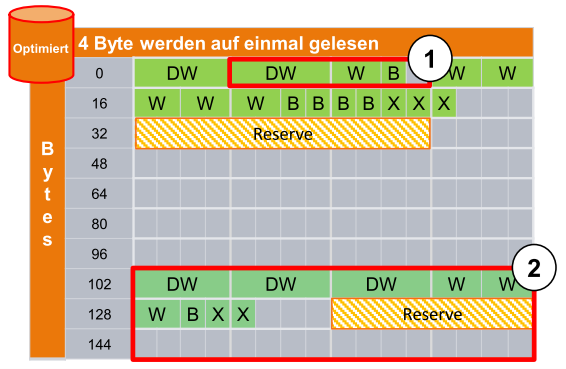 Optimiert
4 Byte werden auf einmal gelesen
1
0 DW DW W B W W
16 W W W B B B B X X X
32 Reserve
48
64
80
96
Bytes
2
102 DW DW DW W W
128 W B X X Reserve
144